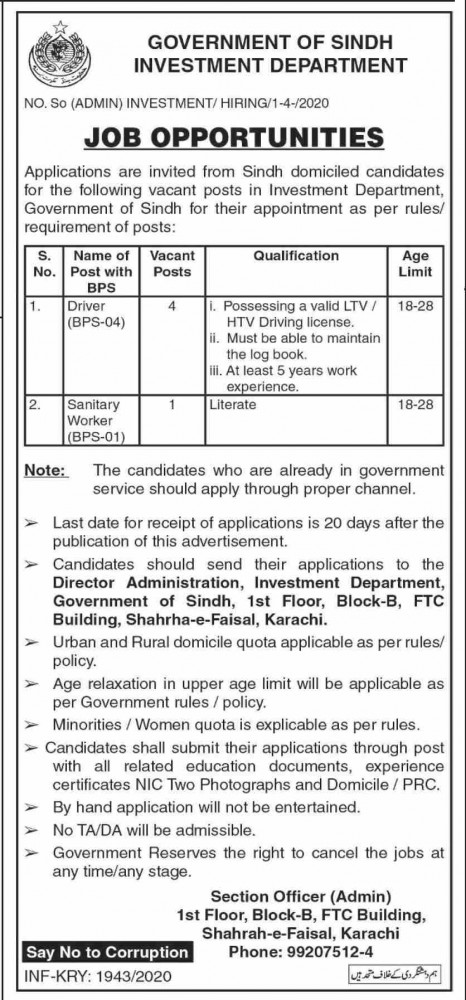 GOVERNMENT OF SINDH
INVESTMENT DEPARTMENT
NO. So (ADMIN) INVESTMENT/ HIRING/1-4-/2020
JOB OPPORTUNITIES
Applications are invited from Sindh domiciled candidates
for the following vacant posts in Investment Department,
Government of Sindh for their appointment as per rules/
requirement of posts:
S. No. Name of Post with BPS Vacant Posts Qualification Age Limit
1. Driver (BPS-04) 4 i. Possessing a valid LTV / 18-28
HTV Driving license.
ii. Must be able to maintain
the log book.
iii. At least 5 years work
experience.
2. Sanitary Worker (BPS-01) 1 Literate 18-28
Note: The candidates who are already in government
service should apply through proper channel.
➢ Last date for receipt of applications is 20 days after the
publication of this advertisement.
➢ Candidates should send their applications to the
Director Administration, Investment Department,
Government of Sindh, 1st Floor, Block-B, FTC
Building, Shahrha-e-Faisal, Karachi.
➢ Urban and Rural domicile quota applicable as per rules/
policy.
➢ Age relaxation in upper age limit will be applicable as
per Government rules / policy.
➢ Minorities / Women quota is explicable as per rules.
➢ Candidates shall submit their applications through post
with all related education documents, experience
certificates NIC Two Photographs and Domicile / PRC.
➢ By hand application will not be entertained.
➢ No TA/DA will be admissible.
➢ Government Reserves the right to cancel the jobs at
any time/any stage.
Section Officer (Admin)
1st Floor, Block-B, FTC Building,
Shahrah-e-Faisal, Karachi
Phone: 99207512-4
Say No to Corruption
INF-KRY: 1943/2020
ہم دہشتگردی کے خلاف متحد ہیں